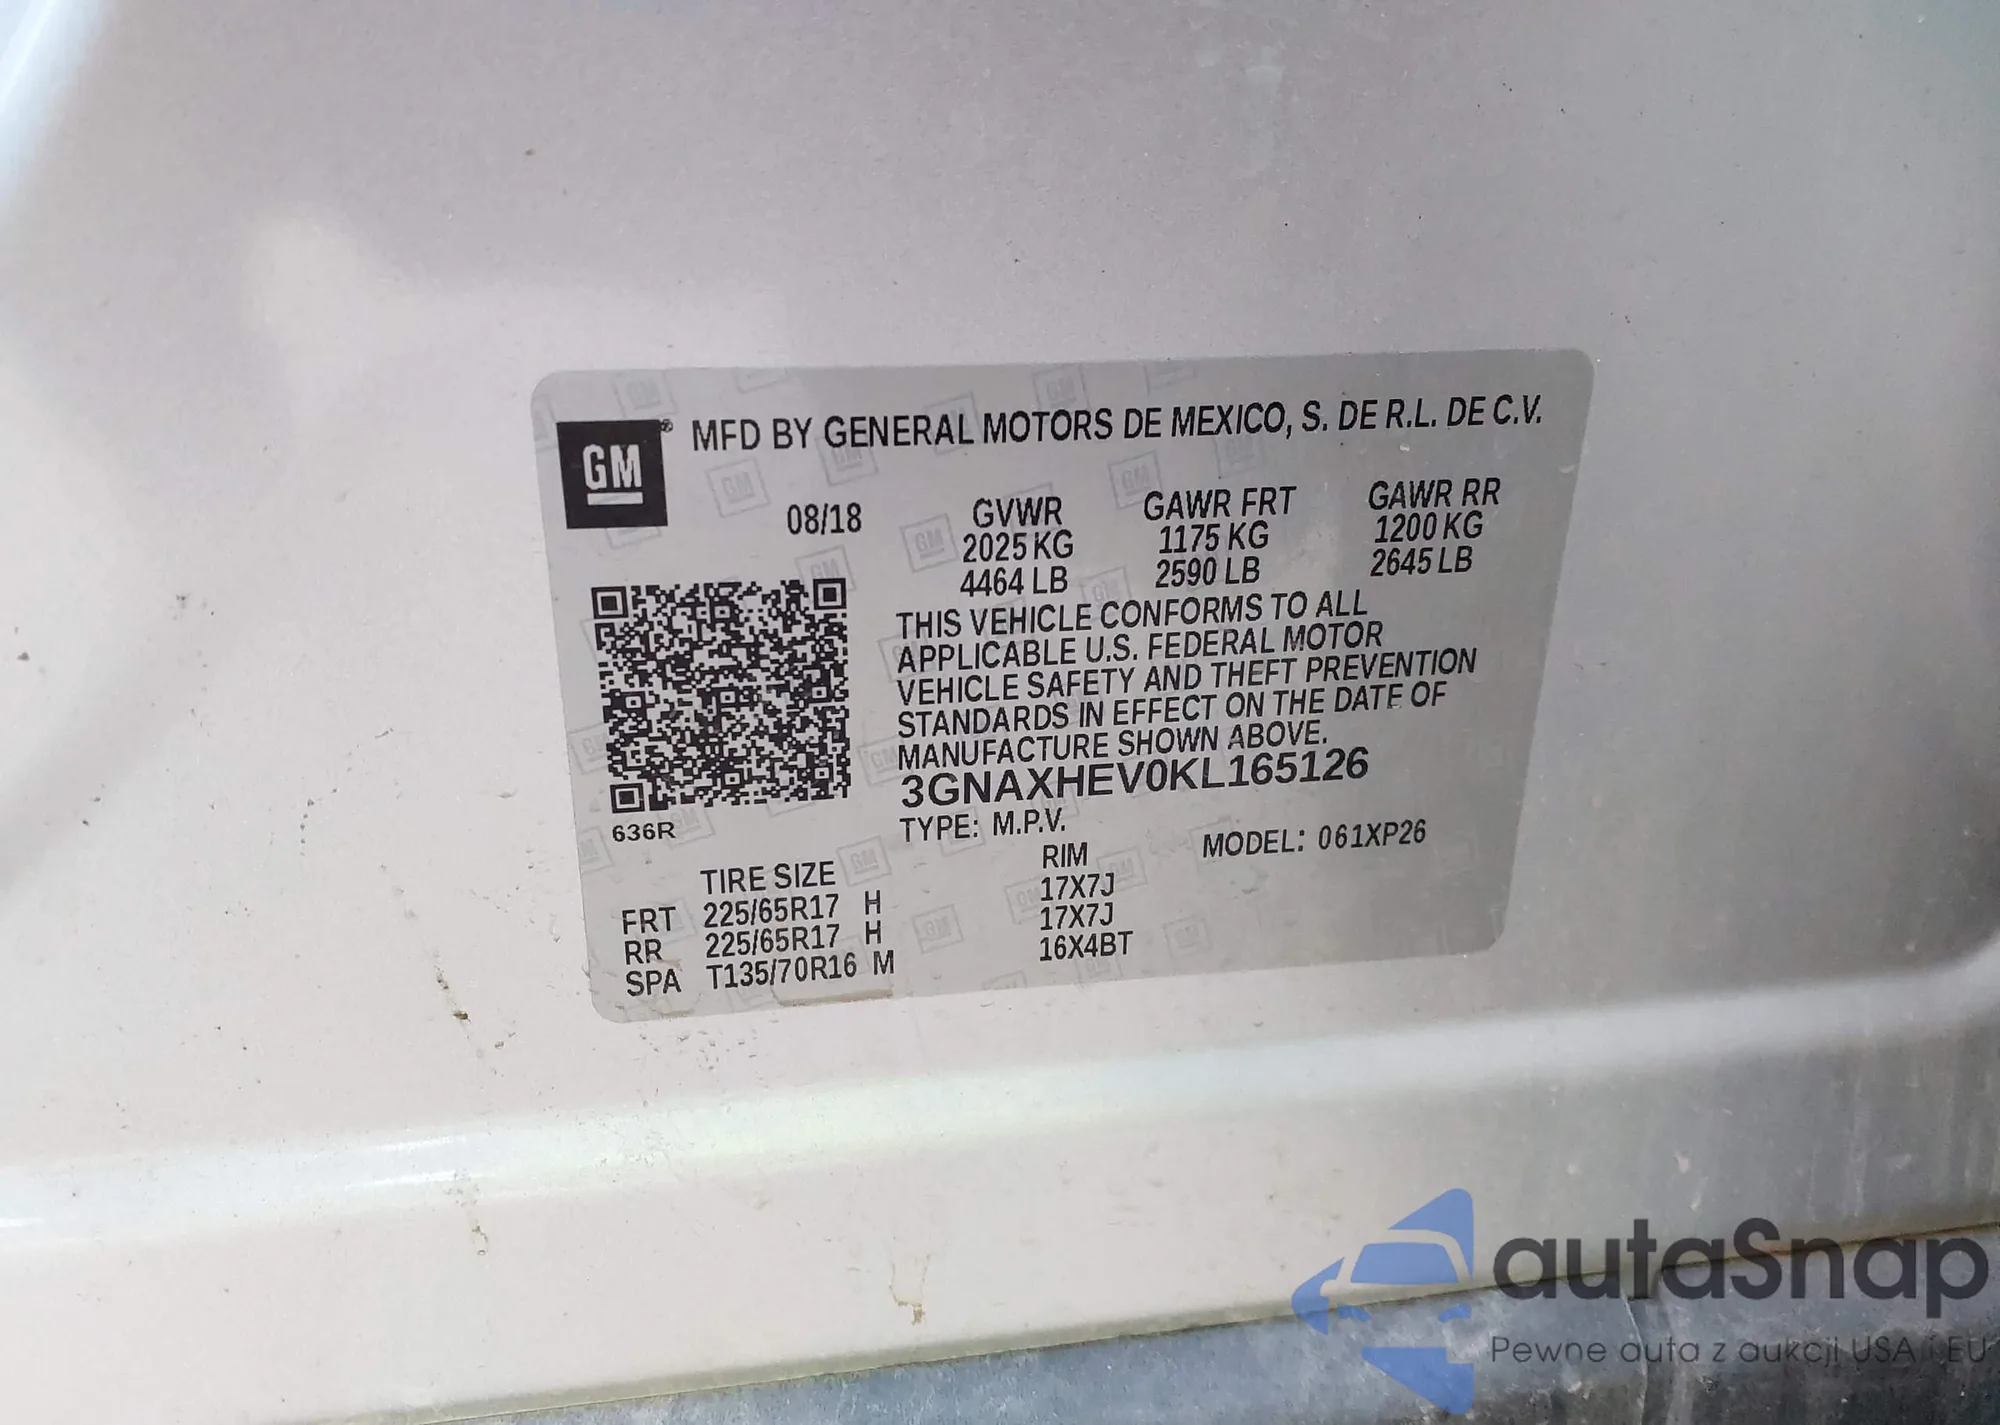 GM ® MFD BY GENERAL MOTORS DE MEXICO, S. DE R.L. DE C.V.
08/18 GVWR GAWR FRT GAWR RR
2025 KG 1175 KG 1200 KG
4464 LB 2590 LB 2645 LB
THIS VEHICLE CONFORMS TO ALL
APPLICABLE U.S. FEDERAL MOTOR
VEHICLE SAFETY AND THEFT PREVENTION
STANDARDS IN EFFECT ON THE DATE OF
MANUFACTURE SHOWN ABOVE.
3GNAXHEV0KL165126
636R
TYPE: M.P.V. MODEL: 061XP26
TIRE SIZE RIM
FRT 225/65R17 H 17X7J
RR 225/65R17 H 17X7J
SPA T135/70R16 M 16X4BT
autaSnap
Pewne auta z aukcji USA i EU